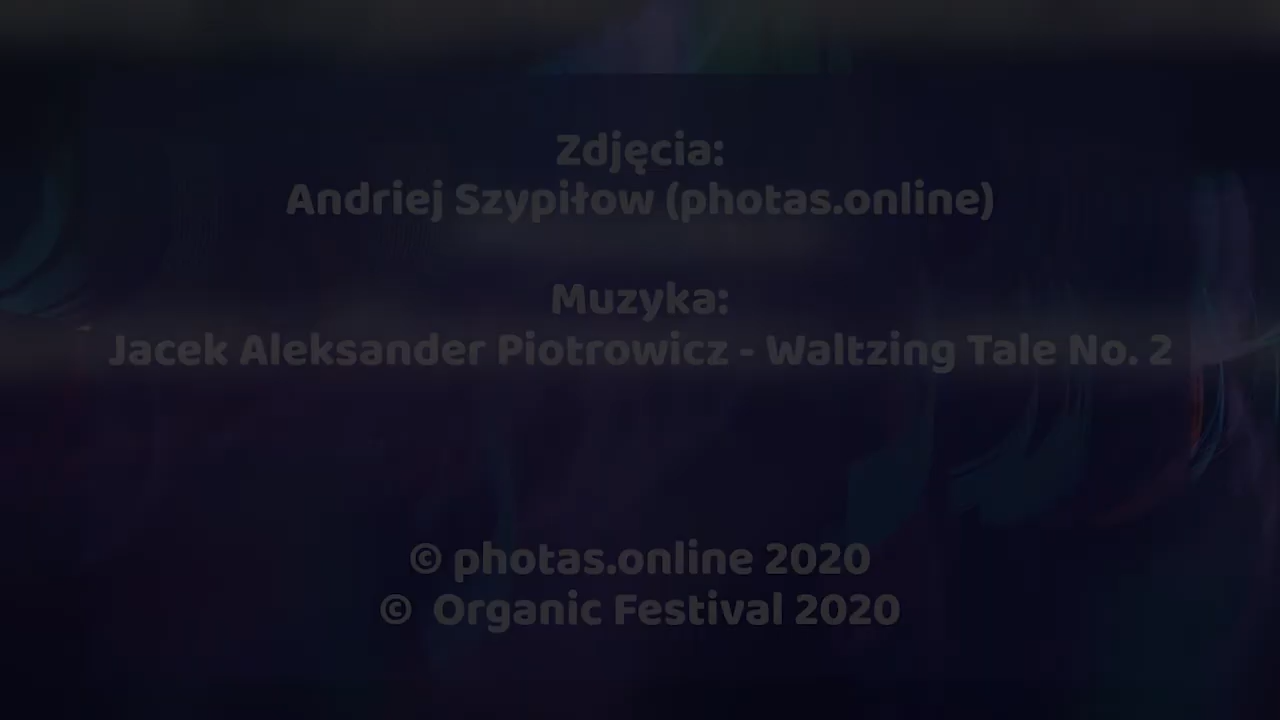 Zdjęcia:
Andriej Szypiłow (photas.online)
Muzyka:
Jacek Aleksander Piotrowicz - Waltzing Tale No. 2
© photas.online 2020
© Organic Festival 2020